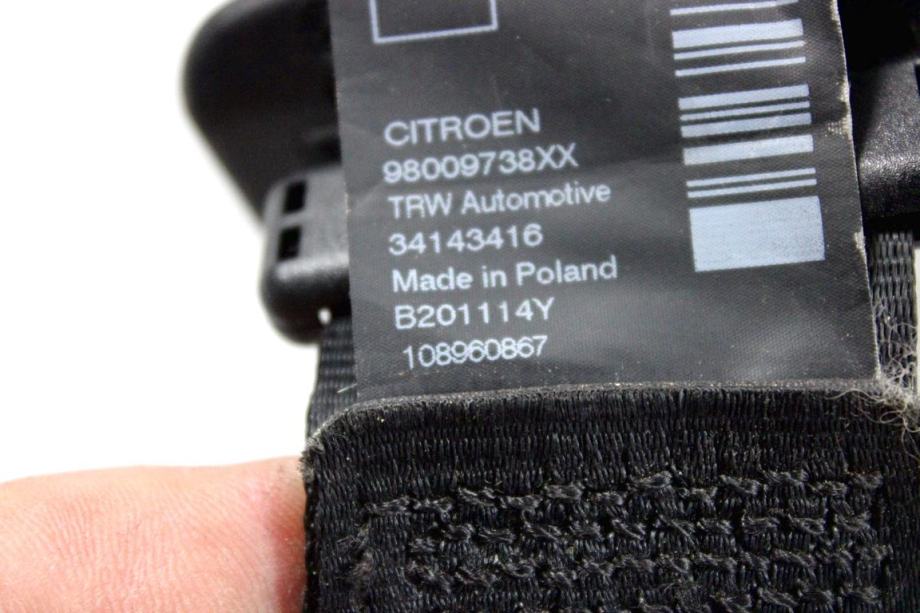 CITROEN
98009738XX
TRW Automotive
34143416
Made in Poland
B201114Y
108960867